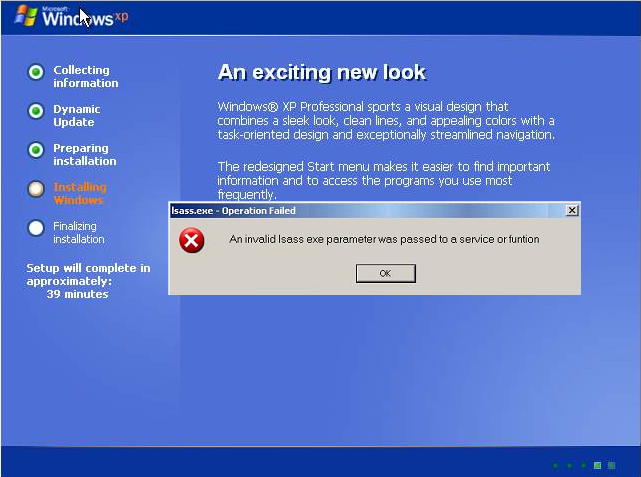 Microsoft
Windows xp
Collecting
information
Dynamic
Update
Preparing
installation
Installing
Windows
Finalizing
installation
Setup will complete in
approximately:
39 minutes
An exciting new look
Windows® XP Professional sports a visual design that
combines a sleek look, clean lines, and appealing colors with a
task-oriented design and exceptionally streamlined navigation.
The redesigned Start menu makes it easier to find important
information and to access the programs you use most
frequently.
lsass.exe - Operation Failed
An invalid lsass exe parameter was passed to a service or funtion
OK